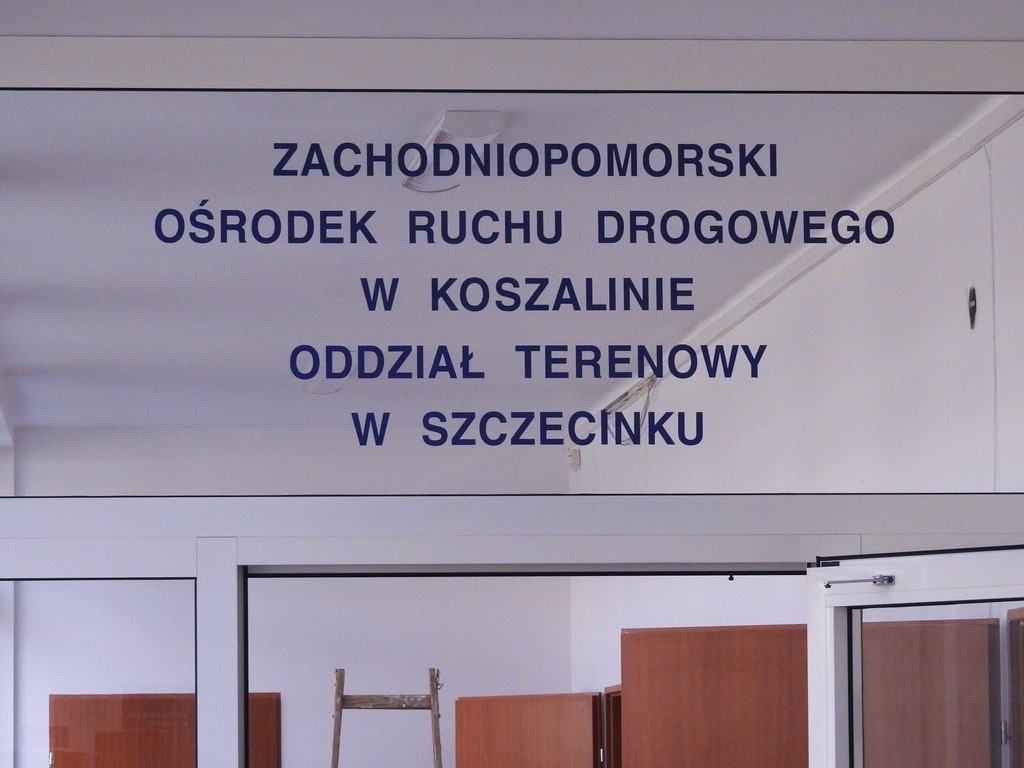 ZACHODNIOPOMORSKI
OŚRODEK RUCHU DROGOWEGO
W KOSZALINIE
ODDZIAŁ TERENOWY
W SZCZECINKU